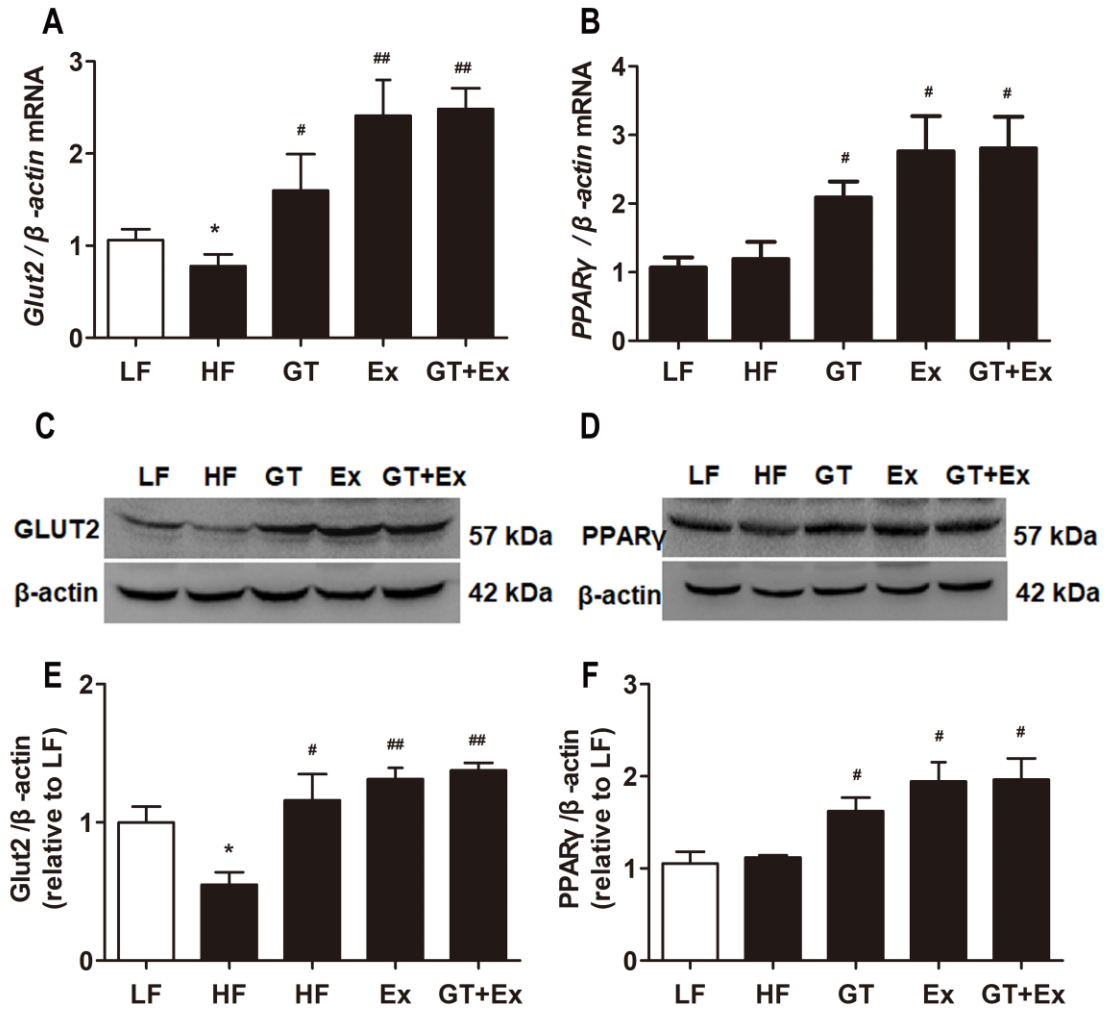 A
Glut2 / β -actin mRNA
3
2
1
0
*
#
##
##
LF HF GT Ex GT+Ex
B
PPARγ / β -actin mRNA
4
3
2
1
0
#
#
#
LF HF GT Ex GT+Ex
C
LF HF GT Ex GT+Ex
GLUT2 57 kDa
β-actin 42 kDa
D
LF HF GT Ex GT+Ex
PPARγ 57 kDa
β-actin 42 kDa
E
Glut2 /β -actin
(relative to LF)
2
1
0
*
#
##
##
LF HF HF Ex GT+Ex
F
PPARγ /β -actin
(relative to LF)
3
2
1
0
#
#
#
LF HF GT Ex GT+Ex